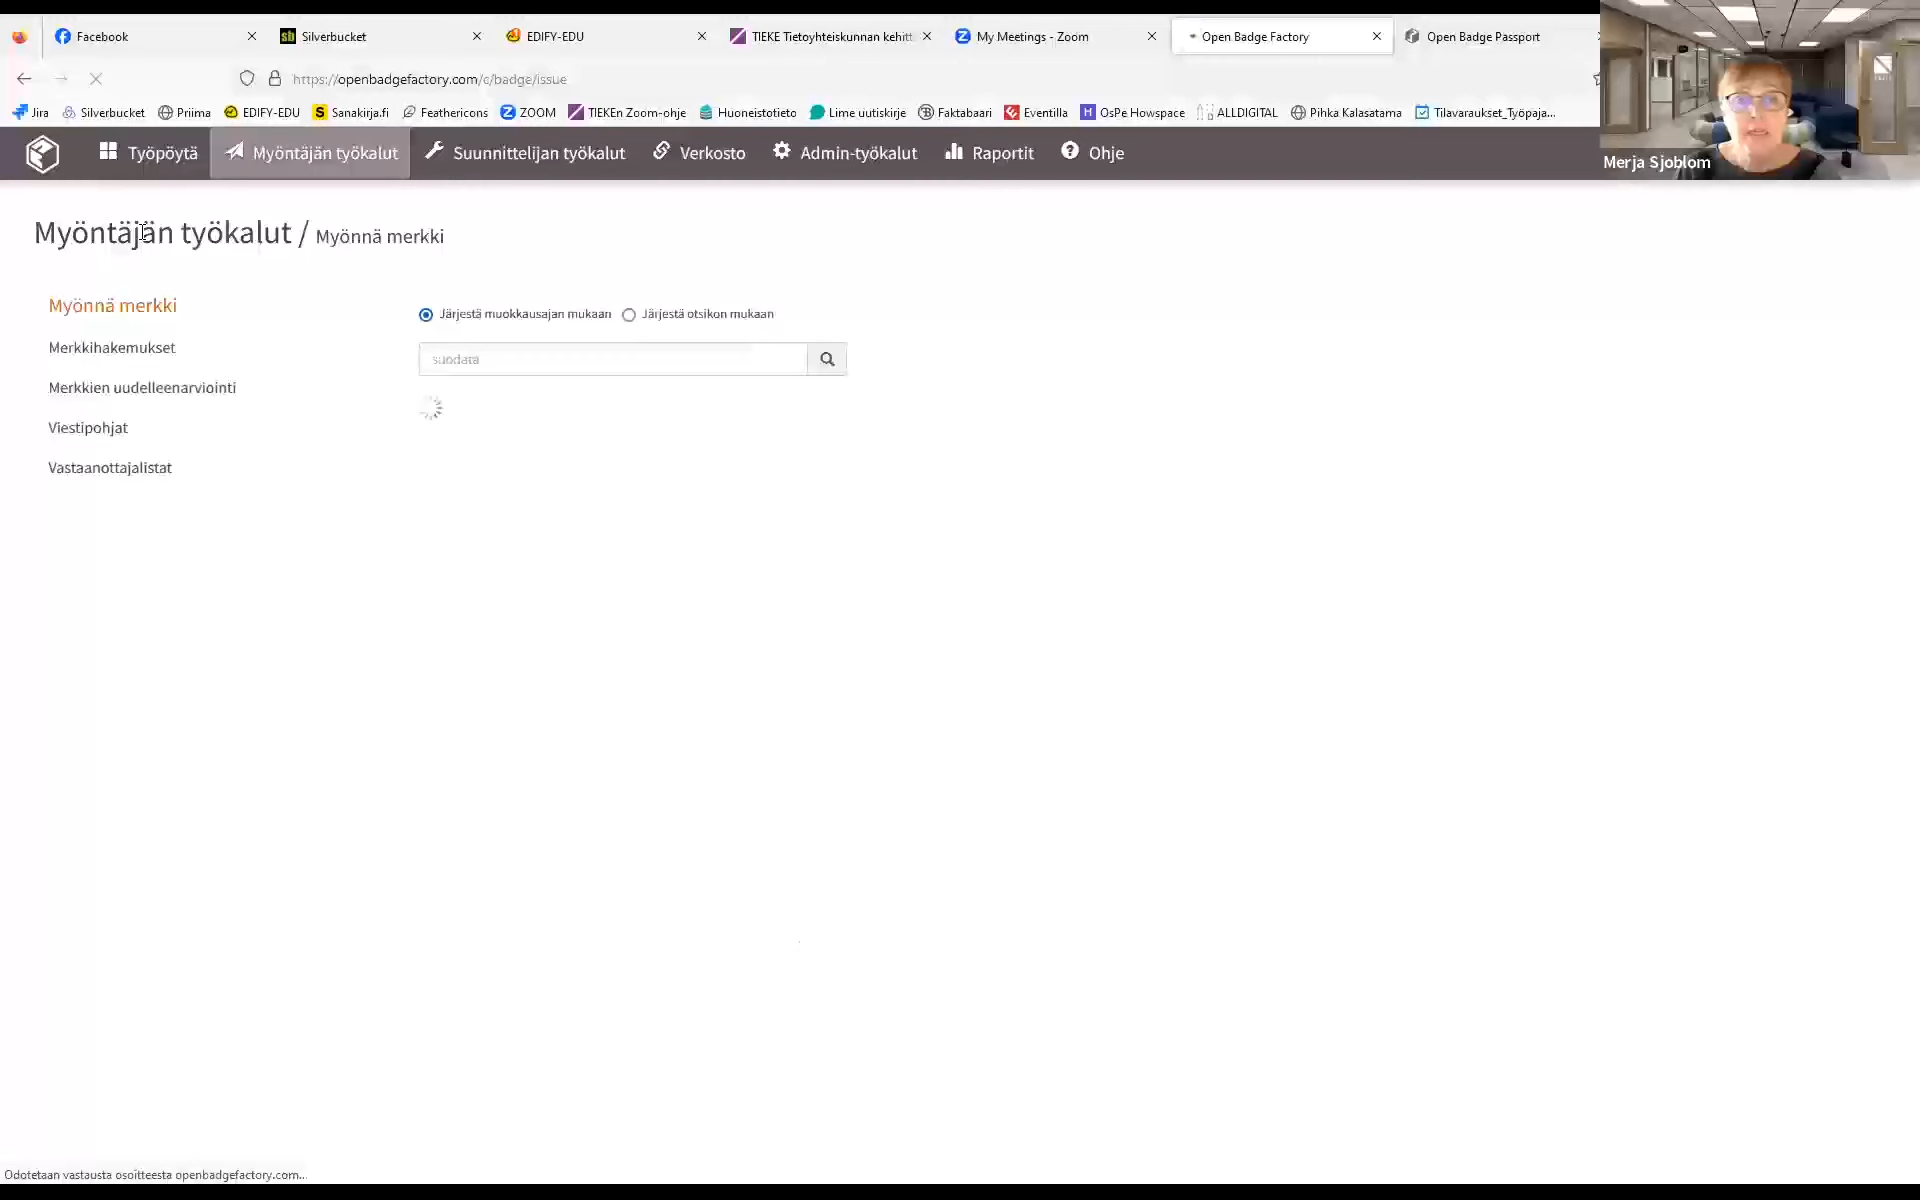 Facebook
Silverbucket
EDIFY-EDU
TIEKE Tietoyhteiskunnan kehitt
My Meetings - Zoom
Open Badge Factory
Open Badge Passport
https://openbadgefactory.com/c/badge/issue
Jira
Silverbucket
Priima
EDIFY-EDU
Sanakirja.fi
Feathericons
ZOOM
TIEKEn Zoom-ohje
Huoneistotieto
Lime uutiskirje
Faktabaari
Eventilla
OsPe Howspace
ALLDIGITAL
Pihka Kalasatama
Tilavaraukset_Työpaja...
Työpöytä
Myöntäjän työkalut
Suunnittelijan työkalut
Verkosto
Admin-työkalut
Raportit
Ohje
Merja Sjoblom
Myöntäjän työkalut / Myönnä merkki
Myönnä merkki
Merkkihakemukset
Merkkien uudelleenarviointi
Viestipohjat
Vastaanottajalistat
Järjestä muokkausajan mukaan
Järjestä otsikon mukaan
suodata
Odotetaan vastausta osoitteesta openbadgefactory.com...